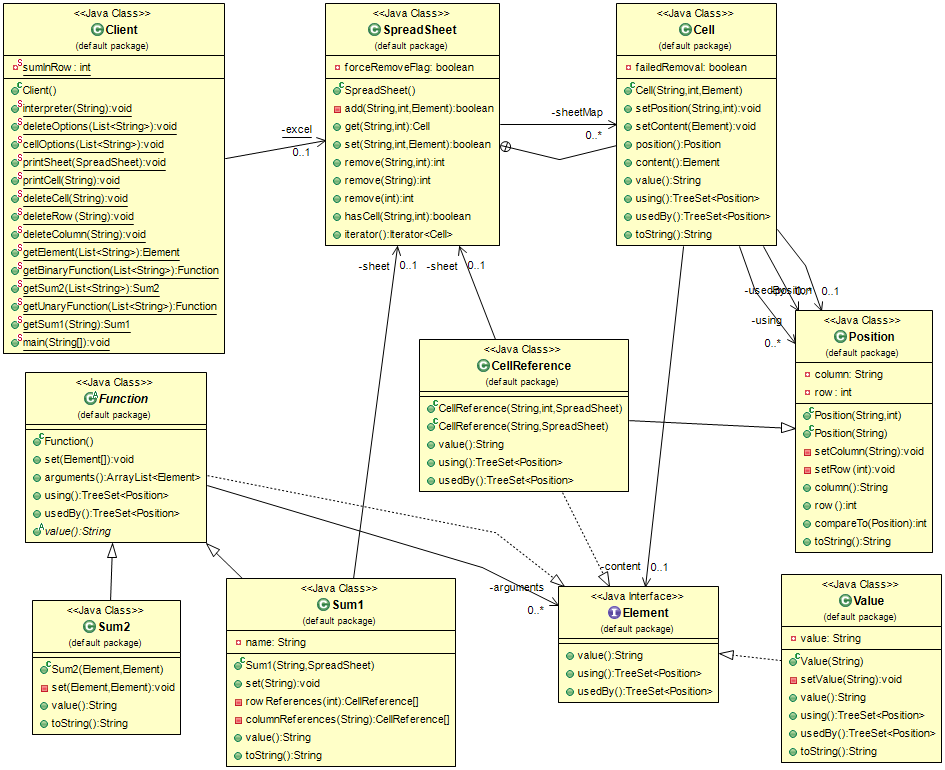 <<Java Class>>
Client
(default package)
sumInRow : int
Client()
interpreter(String):void
deleteOptions(List<String>):void
cellOptions(List<String>):void
printSheet(SpreadSheet):void
printCell(String):void
deleteCell(String):void
deleteRow (String):void
deleteColumn(String):void
getElement(List<String>):Element
getBinaryFunction(List<String>):Function
getSum2(List<String>):Sum2
getUnaryFunction(List<String>):Function
getSum1(String):Sum1
main(String[]):void
-excel
0..1
<<Java Class>>
SpreadSheet
(default package)
forceRemoveFlag: boolean
SpreadSheet()
add(String,int,Element):boolean
get(String,int):Cell
set(String,int,Element):boolean
remove(String,int):int
remove(String):int
remove(int):int
hasCell(String,int):boolean
iterator():Iterator<Cell>
-sheetMap
0..*
<<Java Class>>
Cell
(default package)
failedRemoval: boolean
Cell(String,int,Element)
setPosition(String,int):void
setContent(Element):void
position():Position
content():Element
value():String
using():TreeSet<Position>
usedBy():TreeSet<Position>
toString():String
-sheet
0..1
-sheet
0..1
0..*
0..1
-using
0..*
<<Java Class>>
Position
(default package)
column: String
row : int
Position(String,int)
Position(String)
setColumn(String):void
setRow (int):void
column():String
row ():int
compareTo(Position):int
toString():String
<<Java Class>>
CellReference
(default package)
CellReference(String,int,SpreadSheet)
CellReference(String,SpreadSheet)
value():String
using():TreeSet<Position>
usedBy():TreeSet<Position>
<<Java Class>>
Function
(default package)
Function()
set(Element[]):void
arguments():ArrayList<Element>
using():TreeSet<Position>
usedBy():TreeSet<Position>
value():String
-content
0..1
-arguments
0..*
<<Java Class>>
Sum2
(default package)
Sum2(Element,Element)
set(Element,Element):void
value():String
toString():String
<<Java Class>>
Sum1
(default package)
name: String
Sum1(String,SpreadSheet)
set(String):void
row References(int):CellReference[]
columnReferences(String):CellReference[]
value():String
toString():String
<<Java Interface>>
Element
(default package)
value():String
using():TreeSet<Position>
usedBy():TreeSet<Position>
<<Java Class>>
Value
(default package)
value: String
Value(String)
setValue(String):void
value():String
using():TreeSet<Position>
usedBy():TreeSet<Position>
toString():String